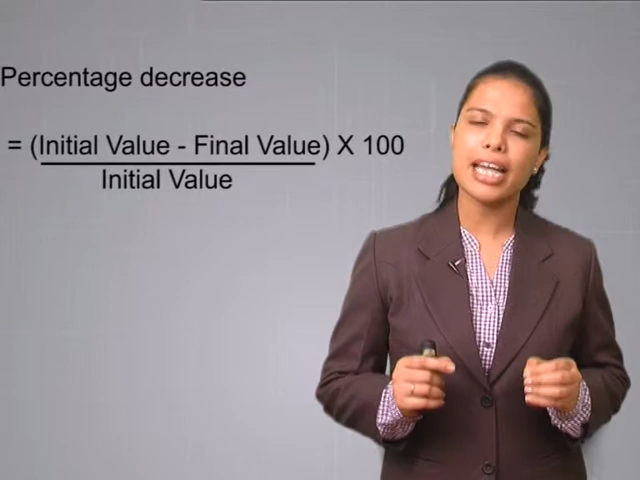 Percentage decrease
= (Initial Value - Final Value) X 100
Initial Value